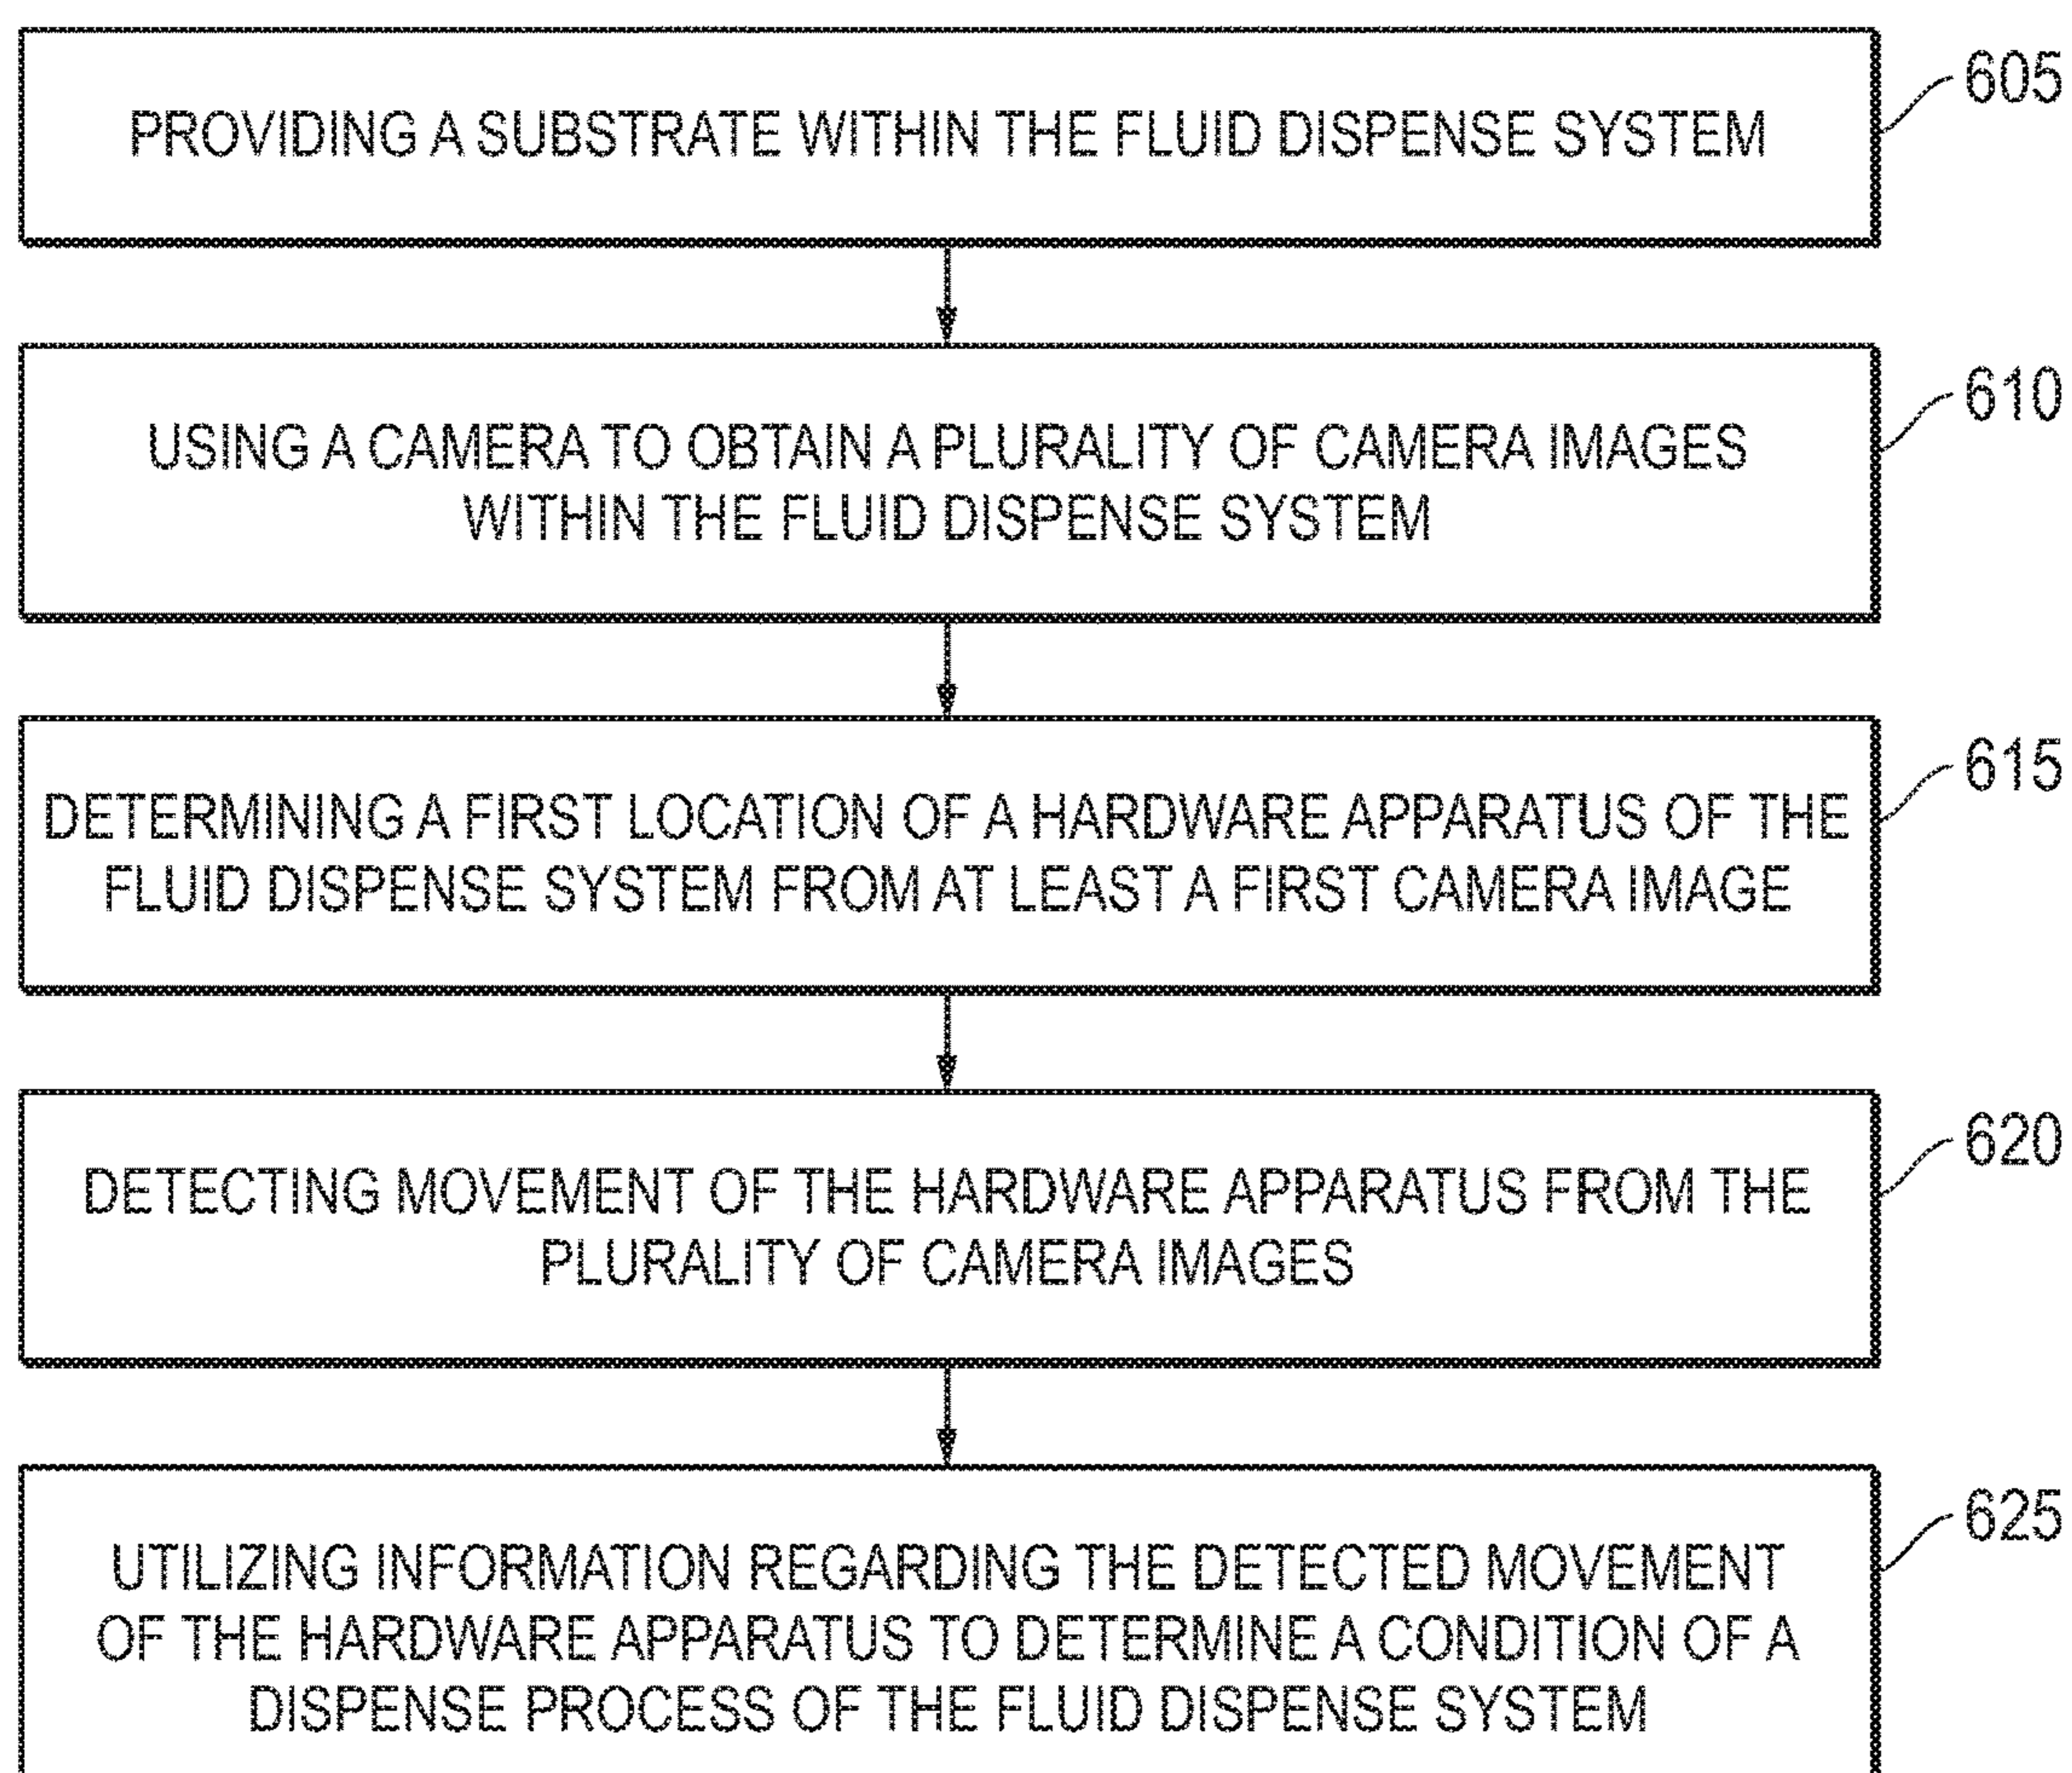 PROVIDING A SUBSTRATE WITHIN THE FLUID DISPENSE SYSTEM
605
USING A CAMERA TO OBTAIN A PLURALITY OF CAMERA IMAGES
WITHIN THE FLUID DISPENSE SYSTEM
610
DETERMINING A FIRST LOCATION OF A HARDWARE APPARATUS OF THE
FLUID DISPENSE SYSTEM FROM AT LEAST A FIRST CAMERA IMAGE
615
DETECTING MOVEMENT OF THE HARDWARE APPARATUS FROM THE
PLURALITY OF CAMERA IMAGES
620
UTILIZING INFORMATION REGARDING THE DETECTED MOVEMENT
OF THE HARDWARE APPARATUS TO DETERMINE A CONDITION OF A
DISPENSE PROCESS OF THE FLUID DISPENSE SYSTEM
625